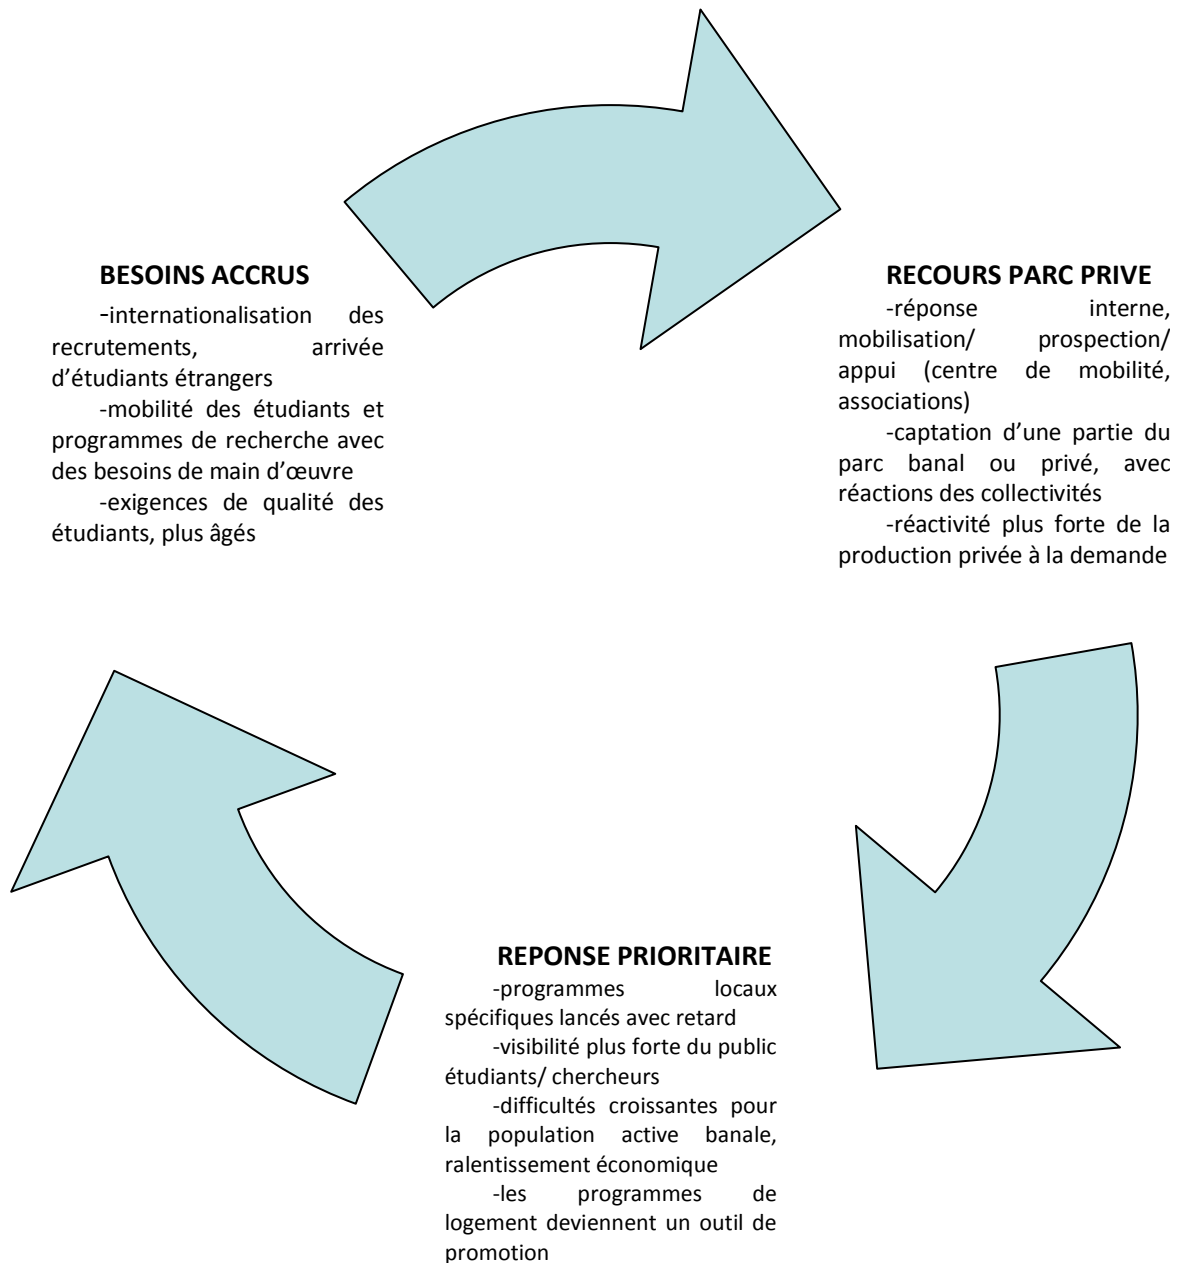 BESOINS ACCRUS
-internationalisation des
recrutements, arrivée
d’étudiants étrangers
-mobilité des étudiants et
programmes de recherche avec
des besoins de main d’œuvre
-exigences de qualité des
étudiants, plus âgés
RECOURS PARC PRIVE
-réponse interne,
mobilisation/ prospection/
appui (centre de mobilité,
associations)
-captation d’une partie du
parc banal ou privé, avec
réactions des collectivités
-réactivité plus forte de la
production privée à la demande
REPONSE PRIORITAIRE
-programmes locaux
spécifiques lancés avec retard
-visibilité plus forte du public
étudiants/ chercheurs
-difficultés croissantes pour
la population active banale,
ralentissement économique
-les programmes de
logement deviennent un outil de
promotion